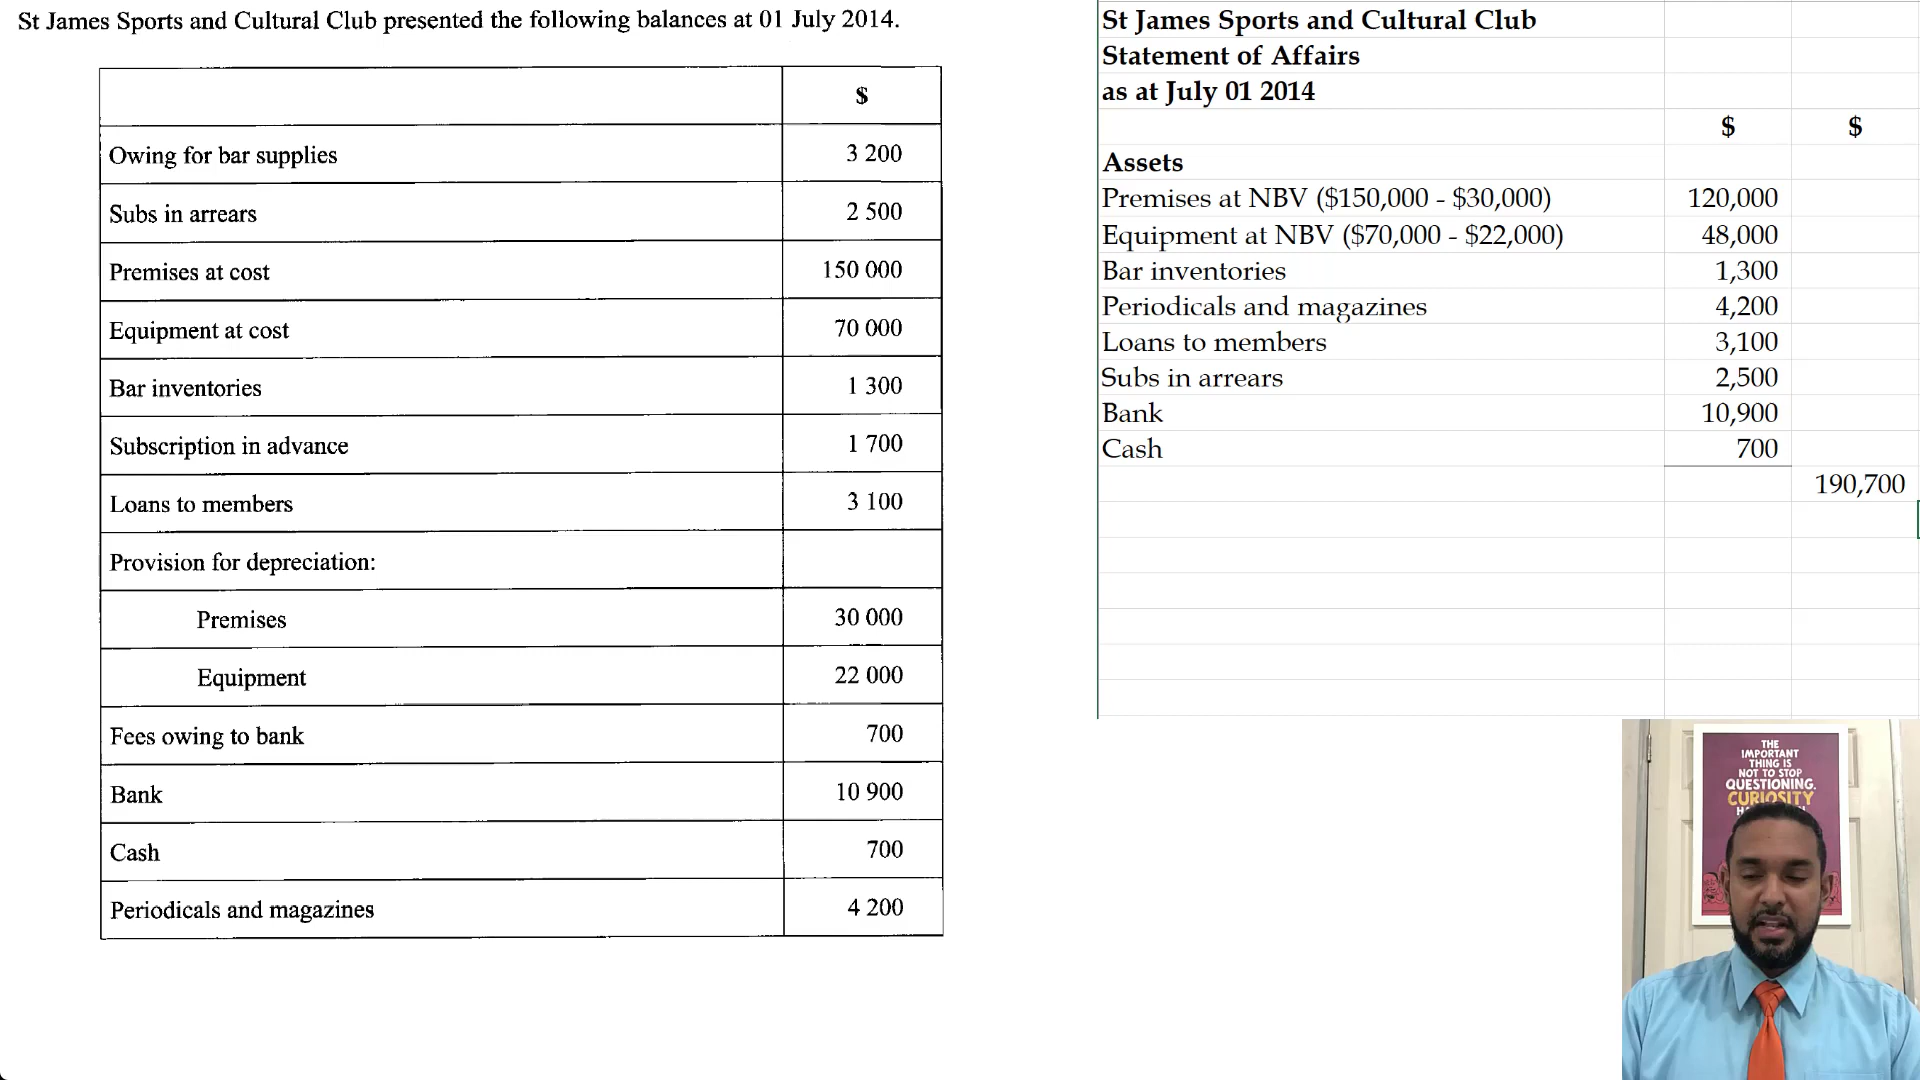 St James Sports and Cultural Club presented the following balances at 01 July 2014.
$
Owing for bar supplies 3 200
Subs in arrears 2 500
Premises at cost 150 000
Equipment at cost 70 000
Bar inventories 1 300
Subscription in advance 1 700
Loans to members 3 100
Provision for depreciation:
Premises 30 000
Equipment 22 000
Fees owing to bank 700
Bank 10 900
Cash 700
Periodicals and magazines 4 200
St James Sports and Cultural Club
Statement of Affairs
as at July 01 2014
$ $
Assets
Premises at NBV ($150,000 - $30,000) 120,000
Equipment at NBV ($70,000 - $22,000) 48,000
Bar inventories 1,300
Periodicals and magazines 4,200
Loans to members 3,100
Subs in arrears 2,500
Bank 10,900
Cash 700
190,700
THE
IMPORTANT
THING IS
NOT TO STOP
QUESTIONING.
CURIOSITY